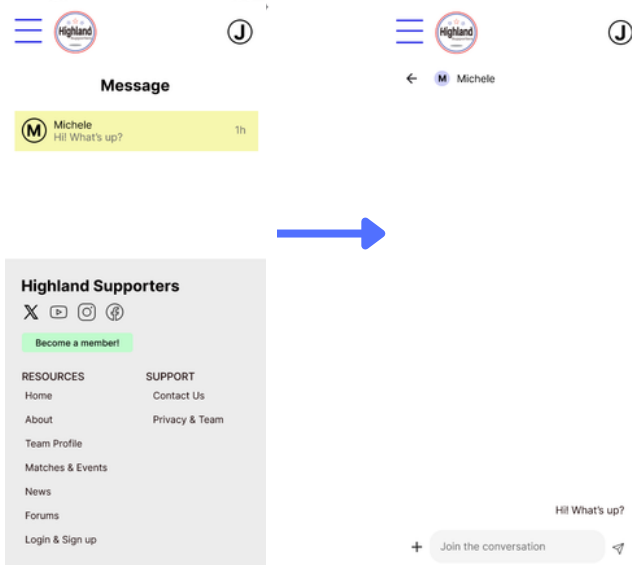 Highland
J
Message
M
Michele
Hi! What's up?
1h
Highland Supporters
Become a member!
RESOURCES
SUPPORT
Home
Contact Us
About
Privacy & Team
Team Profile
Matches & Events
News
Forums
Login & Sign up
Highland
J
M Michele
Hi! What's up?
Join the conversation